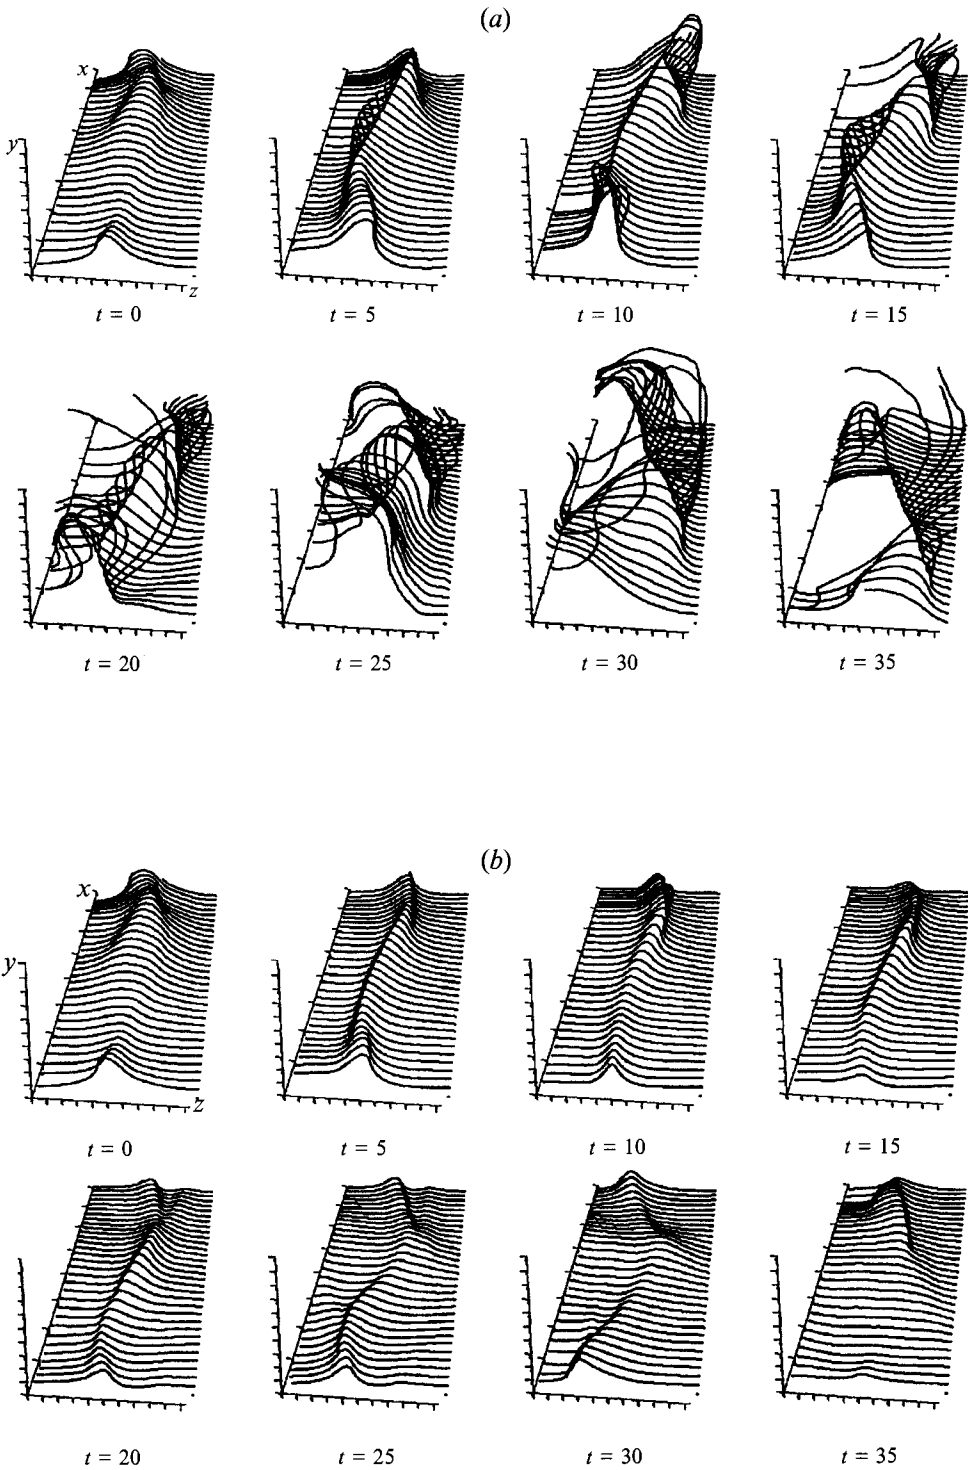 (a)
x
y
z
t = 0
t = 5
t = 10
t = 15
t = 20
t = 25
t = 30
t = 35
(b)
x
y
z
t = 0
t = 5
t = 10
t = 15
t = 20
t = 25
t = 30
t = 35